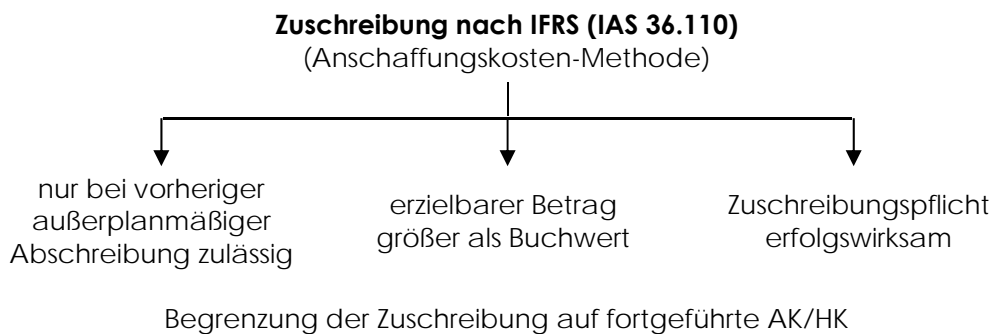 Zuschreibung nach IFRS (IAS 36.110)
(Anschaffungskosten-Methode)
nur bei vorheriger
außerplanmäßiger
Abschreibung zulässig
erzielbarer Betrag
größer als Buchwert
Zuschreibungspflicht
erfolgswirksam
Begrenzung der Zuschreibung auf fortgeführte AK/HK